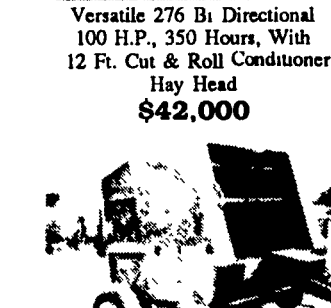 Versatile 276 Bi Directional
100 H.P., 350 Hours, With
12 Ft. Cut & Roll Conditioner
Hay Head
$42,000